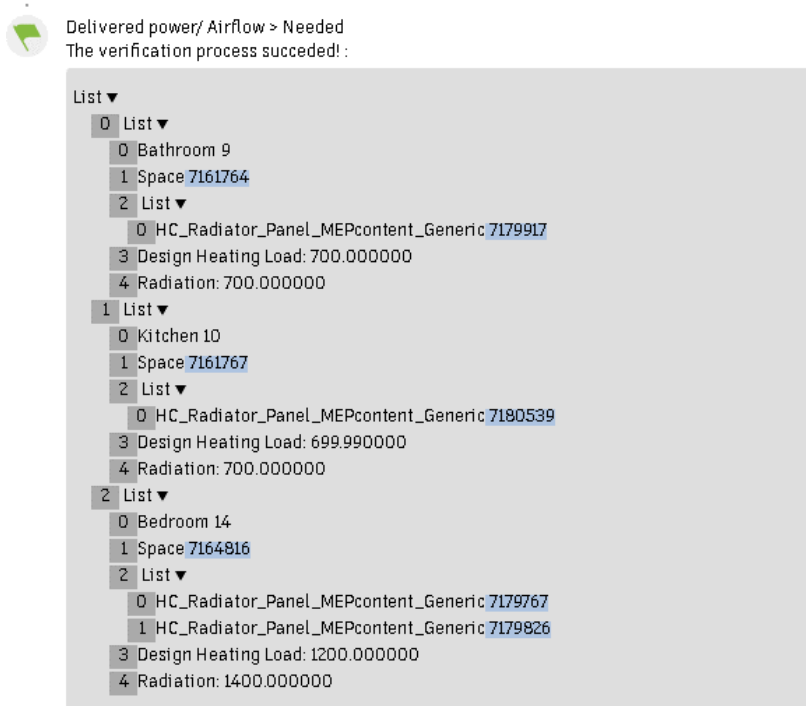 Delivered power/ Airflow > Needed
The verification process succeded! :
List ▼
0 List ▼
0 Bathroom 9
1 Space 7161764
2 List ▼
0 HC_Radiator_Panel_MEPcontent_Generic 7179917
3 Design Heating Load: 700.000000
4 Radiation: 700.000000
1 List ▼
0 Kitchen 10
1 Space 7161767
2 List ▼
0 HC_Radiator_Panel_MEPcontent_Generic 7180539
3 Design Heating Load: 699.990000
4 Radiation: 700.000000
2 List ▼
0 Bedroom 14
1 Space 7164816
2 List ▼
0 HC_Radiator_Panel_MEPcontent_Generic 7179767
1 HC_Radiator_Panel_MEPcontent_Generic 7179826
3 Design Heating Load: 1200.000000
4 Radiation: 1400.000000